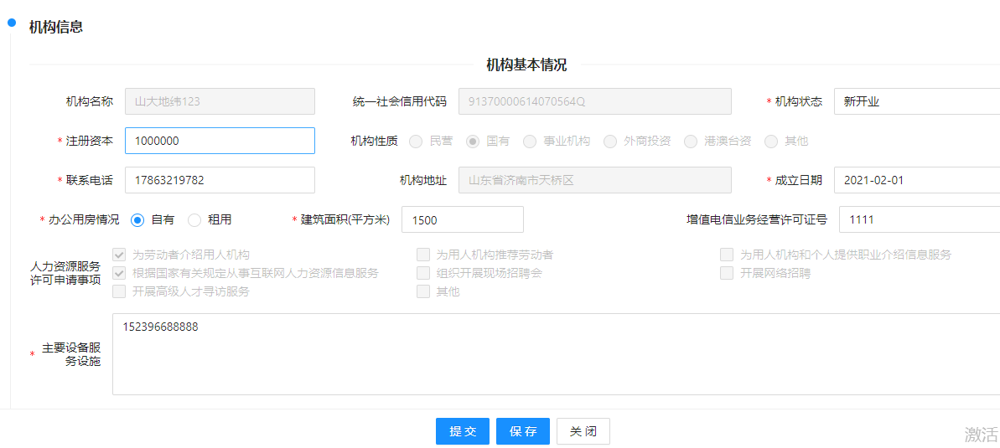 机构信息
机构基本情况
机构名称 山大地纬123 统一社会信用代码 91370000614070564Q * 机构状态 新开业
* 注册资本 1000000 机构性质 民营 国有 事业机构 外商投资 港澳台资 其他
* 联系电话 17863219782 机构地址 山东省济南市天桥区 * 成立日期 2021-02-01
* 办公用房情况 自有 租用 * 建筑面积(平方米) 1500 增值电信业务经营许可证号 1111
人力资源服务
许可申请事项
为劳动者介绍用人机构 为用人机构推荐劳动者 为用人机构和个人提供职业介绍信息服务
根据国家有关规定从事互联网人力资源信息服务 组织开展现场招聘会 开展网络招聘
开展高级人才寻访服务 其他
* 主要设备服
务设施
152396688888
提 交 保 存 关 闭
激活